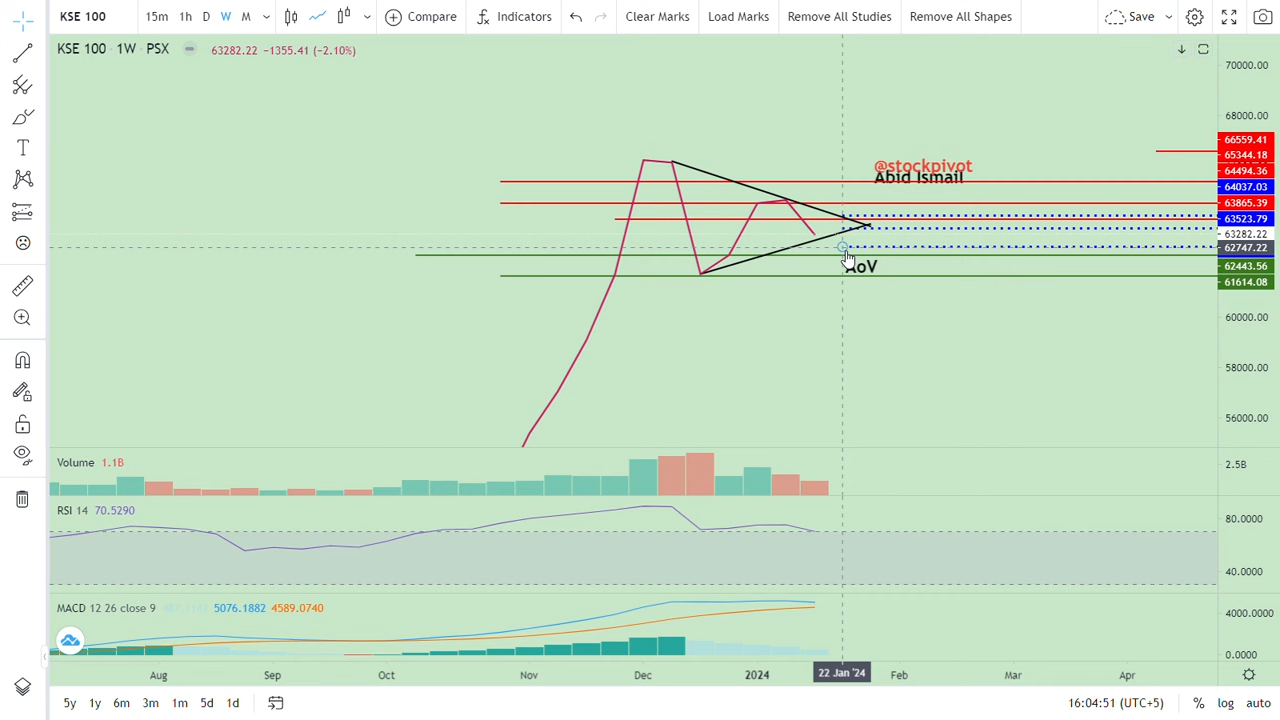 KSE 100 15m 1h D W M Compare Indicators Clear Marks Load Marks Remove All Studies Remove All Shapes Save
KSE 100 1W PSX 63282.22 −1355.41 (−2.10%)
70000.00
68000.00
66559.41
65344.18
64494.36
64037.03
63865.39
63523.79
63282.22
62747.22
62443.56
61614.08
60000.00
58000.00
56000.00
@stockpivot
Abid Ismail
AoV
Volume 1.1B
2.5B
RSI 14 70.5290
80.0000
40.0000
MACD 12 26 close 9 5076.1882 4589.0740
4000.0000
0.0000
Aug Sep Oct Nov Dec 2024 22 Jan '24 Feb Mar Apr
5y 1y 6m 3m 1m 5d 1d 16:04:51 (UTC+5) % log auto